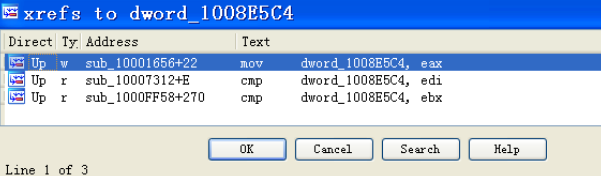 xrefs to dword_1008E5C4
Direct Ty. Address Text
Up w sub_10001656+22 mov dword_1008E5C4, eax
Up r sub_10007312+E cmp dword_1008E5C4, edi
Up r sub_1000FF58+270 cmp dword_1008E5C4, ebx
OK Cancel Search Help
Line 1 of 3